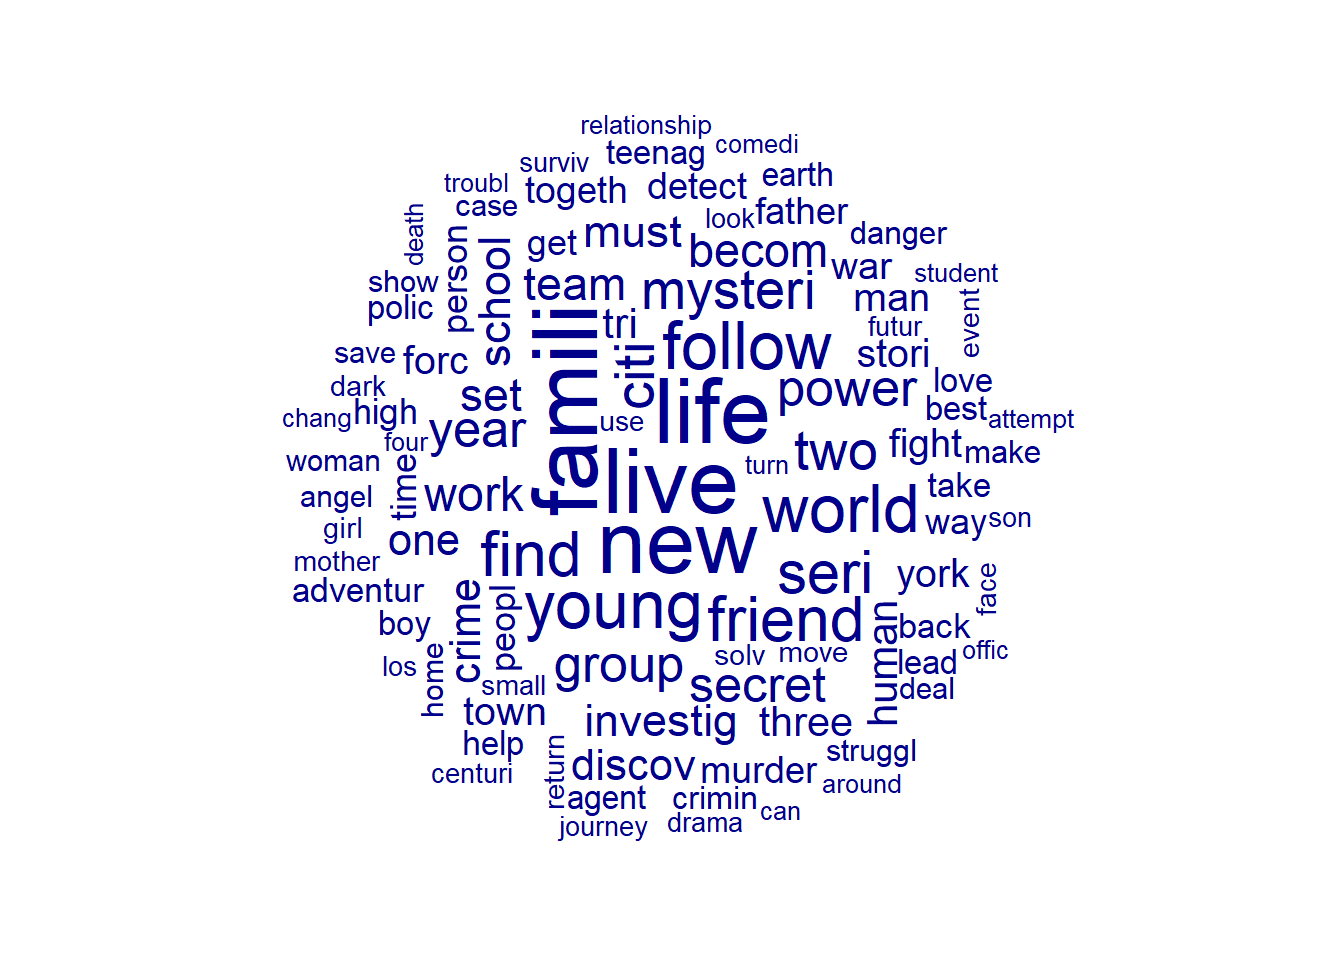 relationship
comedi
teenag
surviv
earth
detect
troubl
togeth
case
father
look
death
must
danger
get
person
school
becom
war
student
show
team
mysteri
man
polic
tri
event
futur
famili
citi
follow
stori
save
forc
dark
set
life
power
love
chang
high
year
use
best
attempt
four
two
fight
make
woman
turn
time
live
angel
work
world
take
girl
one
find
new
way
son
mother
seri
york
face
adventur
crime
peopl
young
friend
human
boy
back
los
home
group
solv
move
lead
offic
small
secret
deal
town
investig
three
help
return
struggl
centuri
discov
murder
around
agent
crimin
can
journey
drama